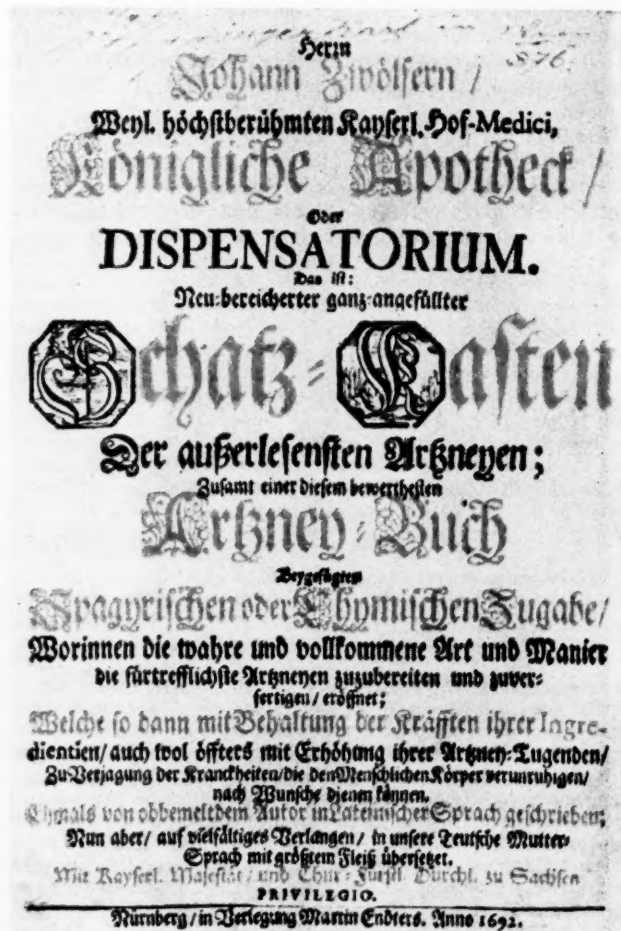 Herrn
Johann Zwölfern /
Weyl. höchstberühmten Kayserl. Hof-Medici,
Königliche Apotheck /
Oder
DISPENSATORIUM.
Das ist:
Neu-bereicherter ganz-angefüllter
Schatz-Kasten
Der außerlesensten Artzneyen;
Zusamt einer diesem bewerthesten
Artzney-Buch
Beygefügten
Spagyrischen oder Chymischen Zugabe /
Worinnen die wahre und vollkommene Art und Manier
die fürtrefflichste Artzneyen zuzubereiten und zuver-
fertigen / eröffnet;
Welche so dann mit Behaltung der Kräfften ihrer Ingre-
dientien / auch wol öffters mit Erhöhung ihrer Artzney-Tugenden /
Zu Verjagung der Kranckheiten / die den Menschlichen Körper verunruhigen /
nach Wunsche dienen können.
Ehmals von obbemeldtem Autor in Lateinischer Sprach geschrieben;
Nun aber / auf vielfältiges Verlangen / in unsere Teutsche Mutter-
Sprach mit größtem Fleiß übersetzet.
Mit Kayserl. Majestät / und Chur-Fürstl. Durchl. zu Sachsen
PRIVILEGIO.
Nürnberg / in Verlegung Martin Endters. Anno 1692.